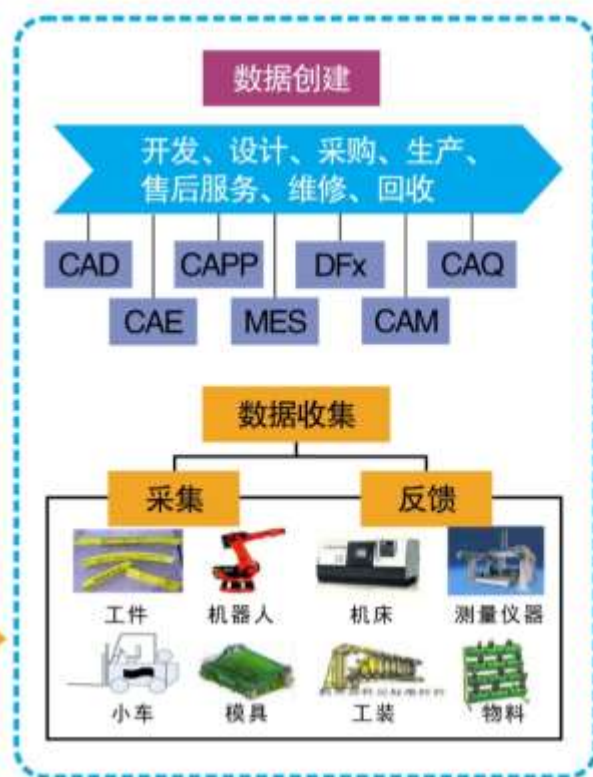 数据创建
开发、设计、采购、生产、
售后服务、维修、回收
CAD CAPP DFx CAQ
CAE MES CAM
数据收集
采集 反馈
工件 机器人 机床 测量仪器
小车 模具 工装 物料